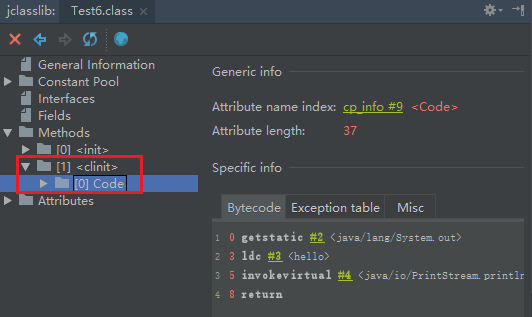 jclasslib: Test6.class
General Information
Constant Pool
Interfaces
Fields
Methods
[0] <init>
[1] <clinit>
[0] Code
Attributes
Generic info
Attribute name index: cp_info #9 <Code>
Attribute length: 37
Specific info
Bytecode Exception table Misc
1 0 getstatic #2 <java/lang/System.out>
2 3 ldc #3 <hello>
3 5 invokevirtual #4 <java/io/PrintStream.println
4 8 return